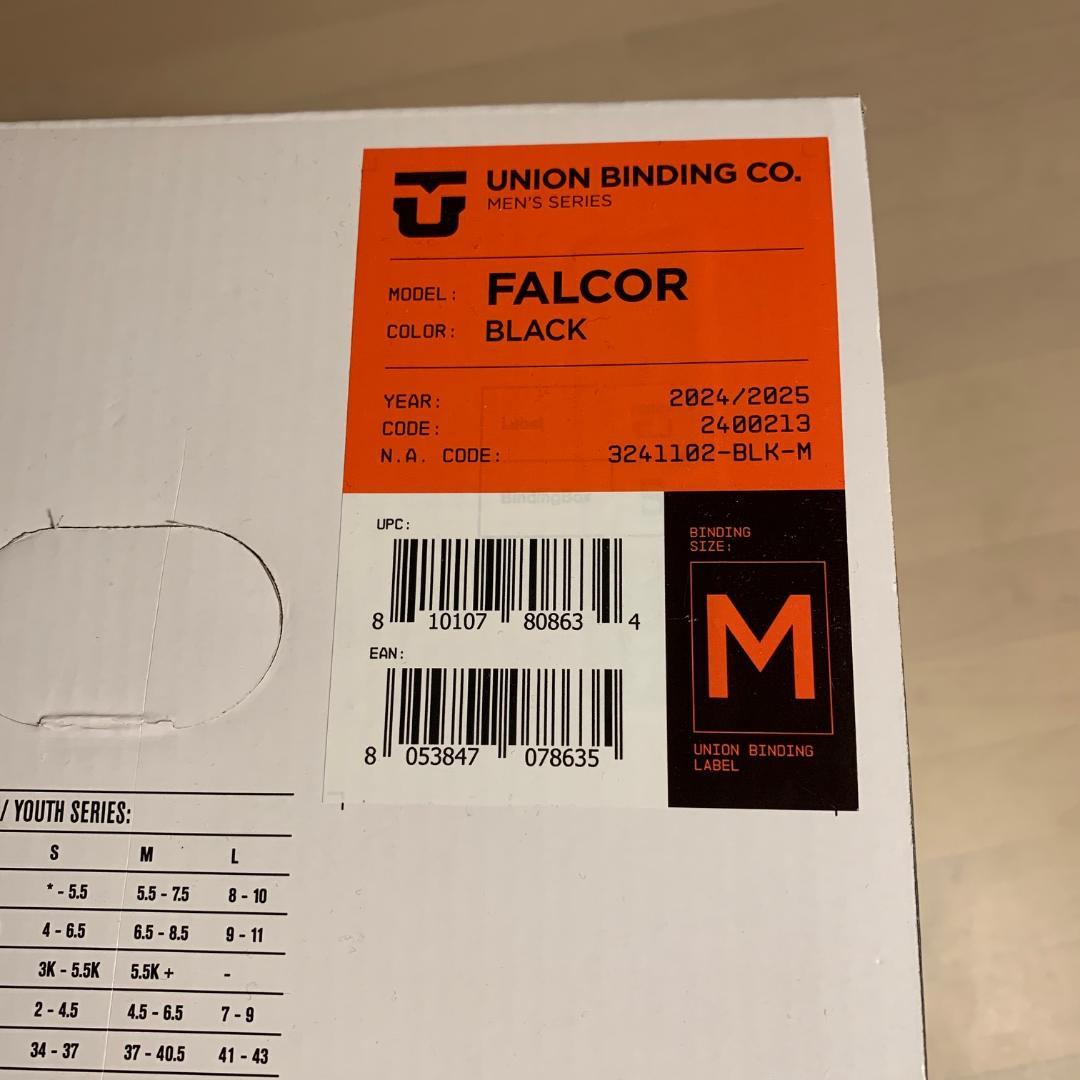 UNION BINDING CO.
MEN'S SERIES
MODEL: FALCOR
COLOR: BLACK
YEAR: 2024/2025
CODE: 2400213
N.A. CODE: 3241102-BLK-M
Label
BindingBox
UPC:
8 10107 80863 4
EAN:
8 053847 078635
BINDING
SIZE:
M
UNION BINDING
LABEL
/ YOUTH SERIES:
S M L
* - 5.5 5.5 - 7.5 8 - 10
4 - 6.5 6.5 - 8.5 9 - 11
3K - 5.5K 5.5K + -
2 - 4.5 4.5 - 6.5 7 - 9
34 - 37 37 - 40.5 41 - 43